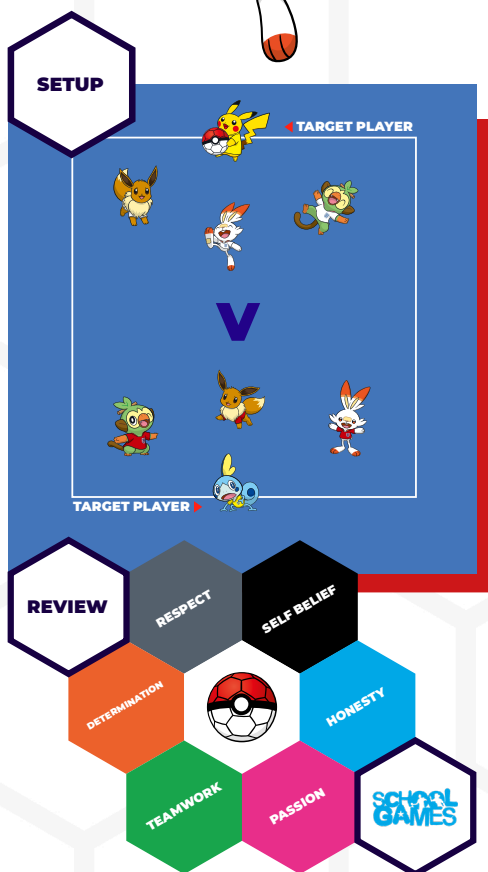 SETUP
TARGET PLAYER
V
TARGET PLAYER
REVIEW
RESPECT
SELF BELIEF
DETERMINATION
HONESTY
TEAMWORK
PASSION
SCHOOL
GAMES